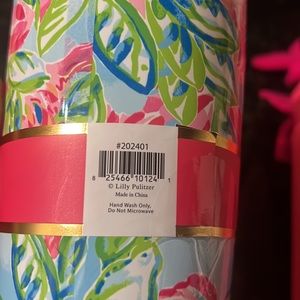 #202401
8 25466 10124 1
© Lilly Pulitzer
Made in China
Hand Wash Only,
Do Not Microwave